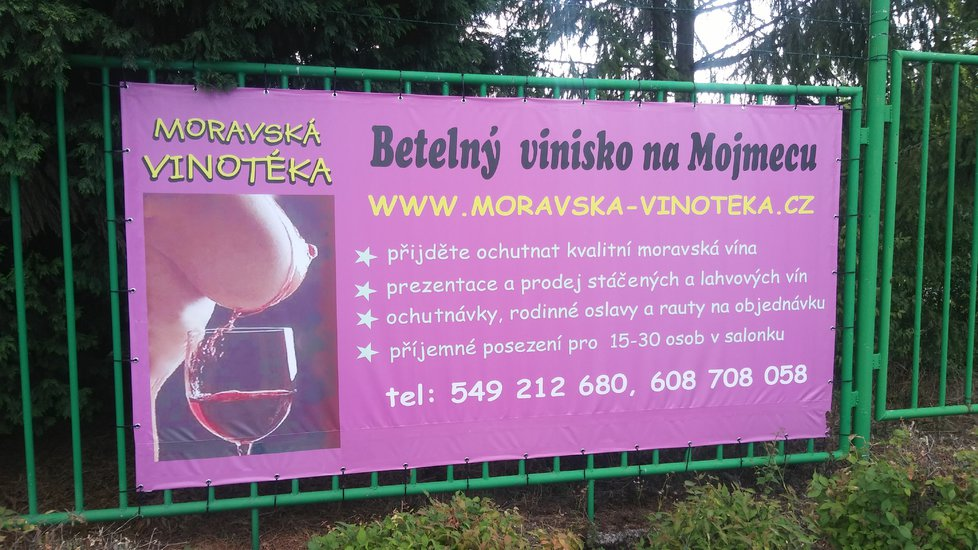 MORAVSKÁ
VINOTÉKA
Betelný vinisko na Mojmecu
WWW.MORAVSKA-VINOTEKA.CZ
přijděte ochutnat kvalitní moravská vína
prezentace a prodej stáčených a lahvových vín
ochutnávky, rodinné oslavy a rauty na objednávku
příjemné posezení pro 15-30 osob v salonku
tel: 549 212 680, 608 708 058